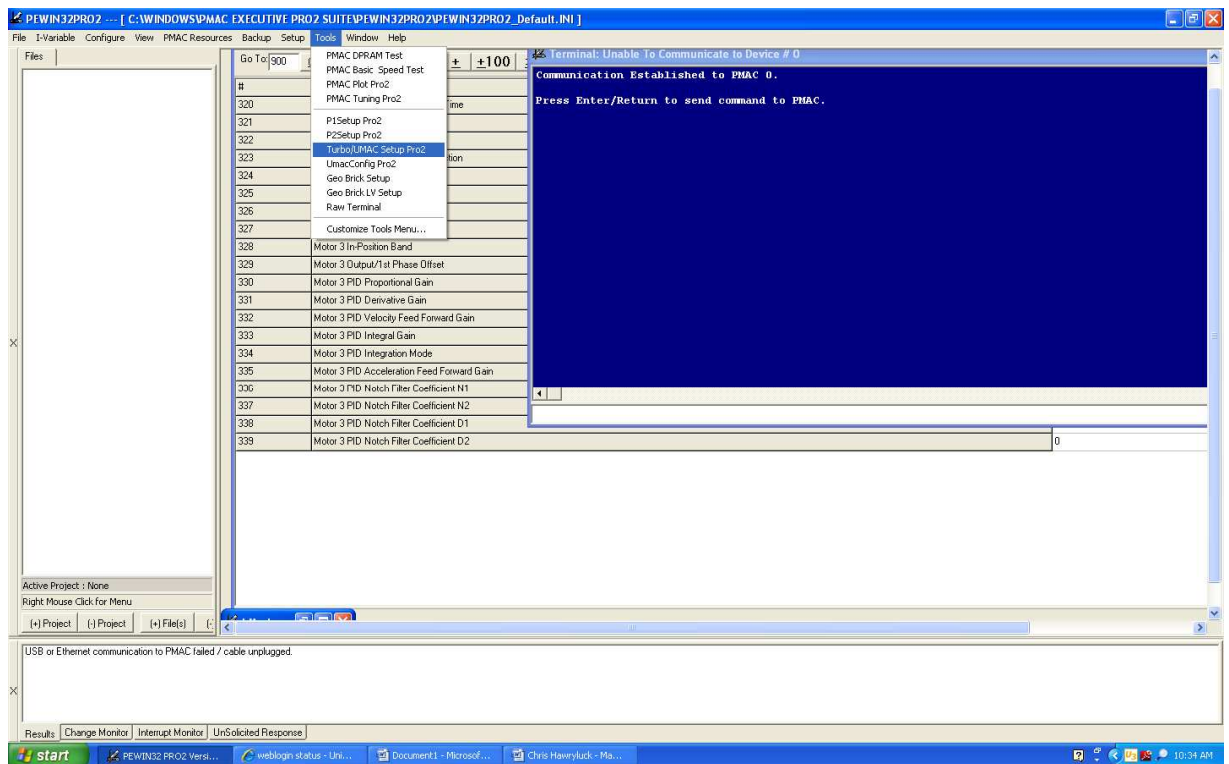 PEWIN32PRO2 --- [ C:\WINDOWS\PMAC EXECUTIVE PRO2 SUITE\PEWIN32PRO2\PEWIN32PRO2_Default.INI ]
File I-Variable Configure View PMAC Resources Backup Setup Tools Window Help
Files
Go To: 900
± ±100
PMAC DPRAM Test
PMAC Basic Speed Test
PMAC Plot Pro2
PMAC Tuning Pro2
P1Setup Pro2
P2Setup Pro2
Turbo/UMAC Setup Pro2
UmacConfig Pro2
Geo Brick Setup
Geo Brick LV Setup
Raw Terminal
Customize Tools Menu...
Terminal: Unable To Communicate to Device # 0
Communication Established to PMAC 0.
Press Enter/Return to send command to PMAC.
#
320
321
322
323
324
325
326
327
328 Motor 3 In-Position Band
329 Motor 3 Output/1st Phase Offset
330 Motor 3 PID Proportional Gain
331 Motor 3 PID Derivative Gain
332 Motor 3 PID Velocity Feed Forward Gain
333 Motor 3 PID Integral Gain
334 Motor 3 PID Integration Mode
335 Motor 3 PID Acceleration Feed Forward Gain
336 Motor 3 PID Notch Filter Coefficient N1
337 Motor 3 PID Notch Filter Coefficient N2
338 Motor 3 PID Notch Filter Coefficient D1
339 Motor 3 PID Notch Filter Coefficient D2 0
Active Project : None
Right Mouse Click for Menu
(+) Project (-) Project (+) File(s)
USB or Ethernet communication to PMAC failed / cable unplugged.
Results Change Monitor Interrupt Monitor UnSolicited Response
start PEWIN32 PRO2 Versi... weblogin status - Uni... Document1 - Microsof... Chris Hawryluck - Ma... 10:34 AM